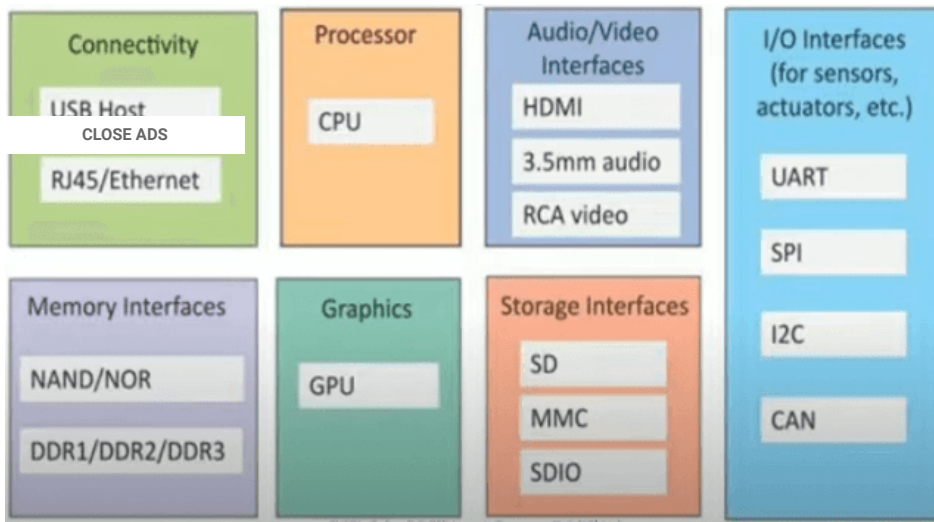 Connectivity
USB Host
CLOSE ADS
RJ45/Ethernet
Processor
CPU
Audio/Video
Interfaces
HDMI
3.5mm audio
RCA video
I/O Interfaces
(for sensors,
actuators, etc.)
UART
SPI
I2C
CAN
Memory Interfaces
NAND/NOR
DDR1/DDR2/DDR3
Graphics
GPU
Storage Interfaces
SD
MMC
SDIO